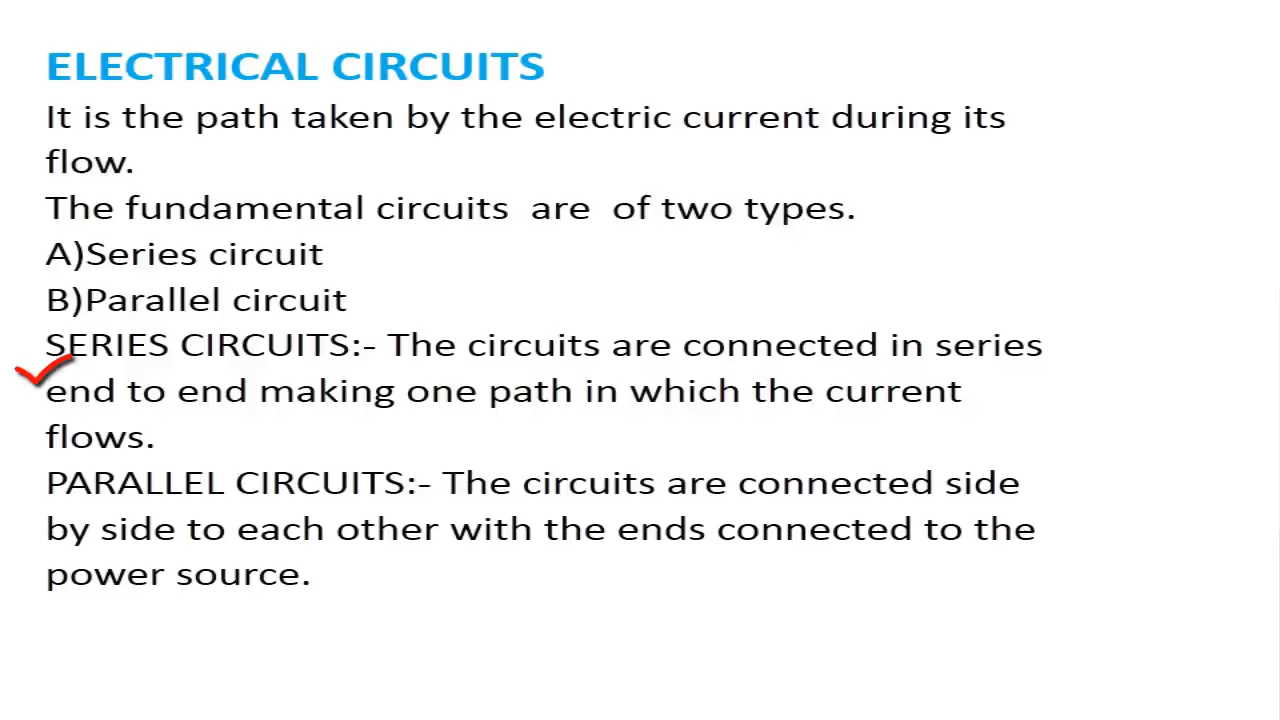 ELECTRICAL CIRCUITS
It is the path taken by the electric current during its
flow.
The fundamental circuits  are  of two types.
A)Series circuit
B)Parallel circuit
SERIES CIRCUITS:- The circuits are connected in series
end to end making one path in which the current
flows.
PARALLEL CIRCUITS:- The circuits are connected side
by side to each other with the ends connected to the
power source.